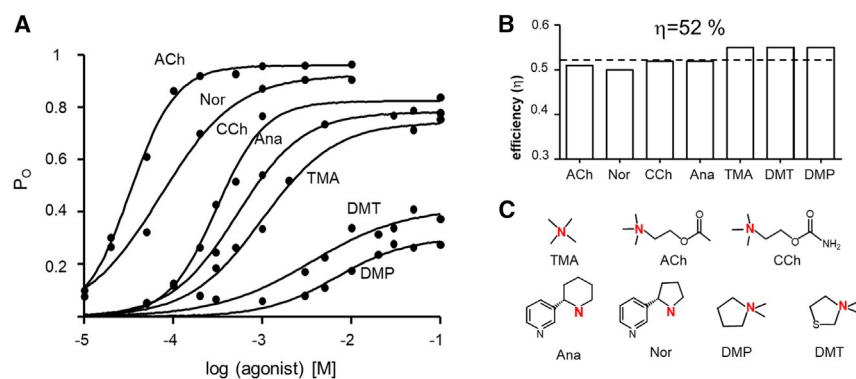 A
P_O
1
0.8
0.6
0.4
0.2
ACh
Nor
CCh
Ana
TMA
DMT
DMP
-5 -4 -3 -2 -1
log (agonist) [M]
B
η=52 %
efficiency (η)
0.6
0.5
0.4
0.3
ACh Nor CCh Ana TMA DMT DMP
C
N
TMA
N O O
ACh
N O O NH₂
CCh
N N
Ana
N N
Nor
N
DMP
N S
DMT